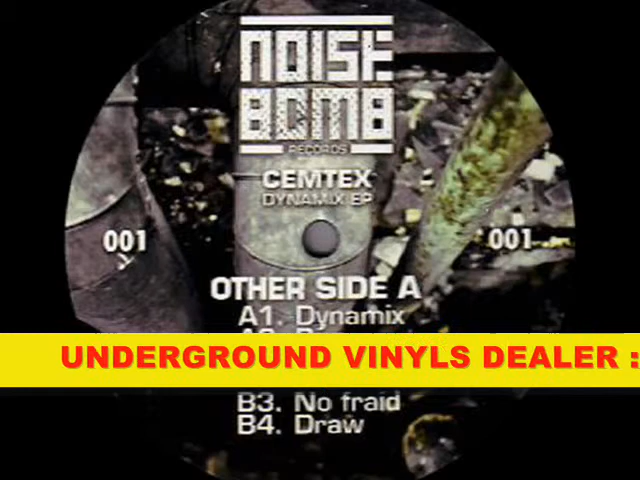 NOISE
BOMB
RECORDS
CEMTEX
DYNAMIX EP
001
001
OTHER SIDE A
A1. Dynamix
UNDERGROUND VINYLS DEALER :
B3. No fraid
B4. Draw